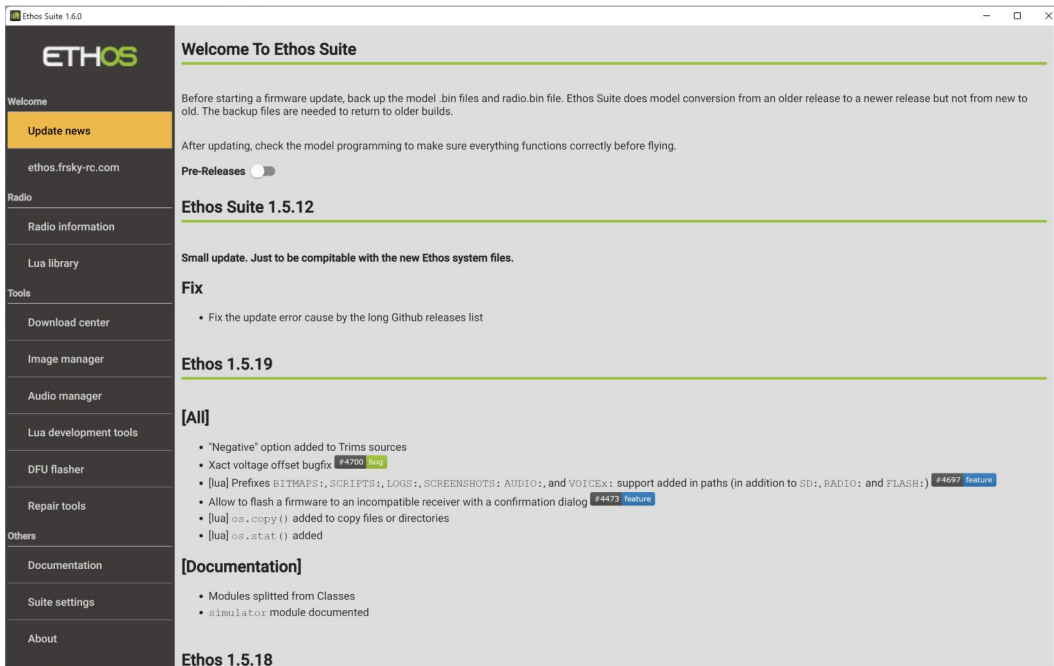 Ethos Suite 1.6.0
ETHOS
Welcome
Update news
ethos.frsky-rc.com
Radio
Radio information
Lua library
Tools
Download center
Image manager
Audio manager
Lua development tools
DFU flasher
Repair tools
Others
Documentation
Suite settings
About
Welcome To Ethos Suite
Before starting a firmware update, back up the model .bin files and radio.bin file. Ethos Suite does model conversion from an older release to a newer release but not from new to
old. The backup files are needed to return to older builds.
After updating, check the model programming to make sure everything functions correctly before flying.
Pre-Releases
Ethos Suite 1.5.12
Small update. Just to be compitable with the new Ethos system files.
Fix
• Fix the update error cause by the long Github releases list
Ethos 1.5.19
[All]
• "Negative" option added to Trims sources
• Xact voltage offset bugfix #4700 bug
• [lua] Prefixes BITMAPS:, SCRIPTS:, LOGS:, SCREENSHOTS: AUDIO:, and VOICEx: support added in paths (in addition to SD:, RADIO: and FLASH:) #4697 feature
• Allow to flash a firmware to an incompatible receiver with a confirmation dialog #4473 feature
• [lua] os.copy() added to copy files or directories
• [lua] os.stat() added
[Documentation]
• Modules splitted from Classes
• simulator module documented
Ethos 1.5.18